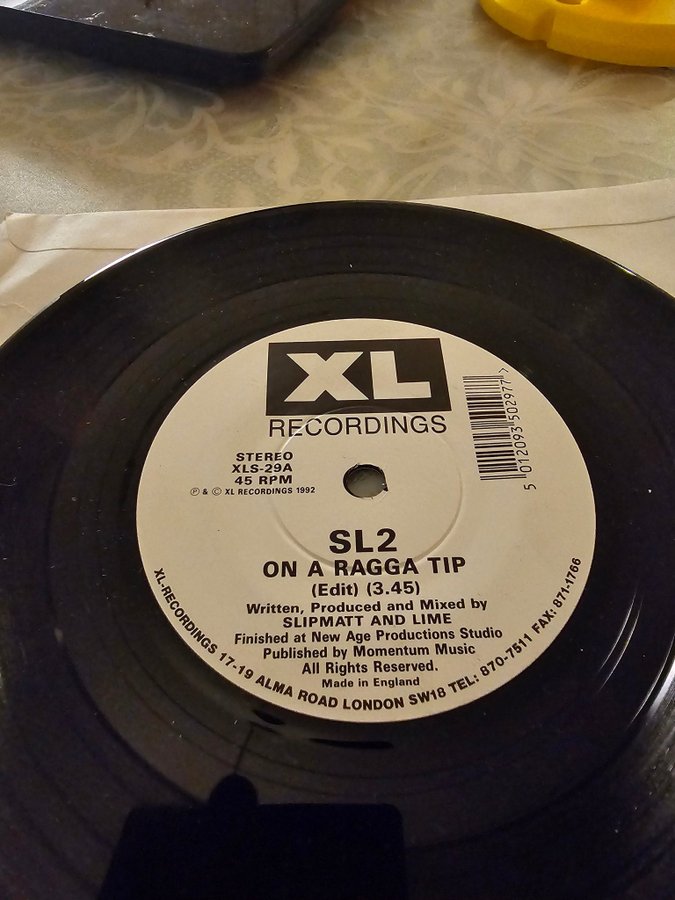 XL
RECORDINGS
STEREO
XLS-29A
45 RPM
Ⓟ & © XL RECORDINGS 1992
5 012093 502977 >
SL2
ON A RAGGA TIP
(Edit) (3.45)
Written, Produced and Mixed by
SLIPMATT AND LIME
Finished at New Age Productions Studio
Published by Momentum Music
All Rights Reserved.
Made in England
XL-RECORDINGS 17-19 ALMA ROAD LONDON SW18 TEL: 870-7511 FAX: 871-1766